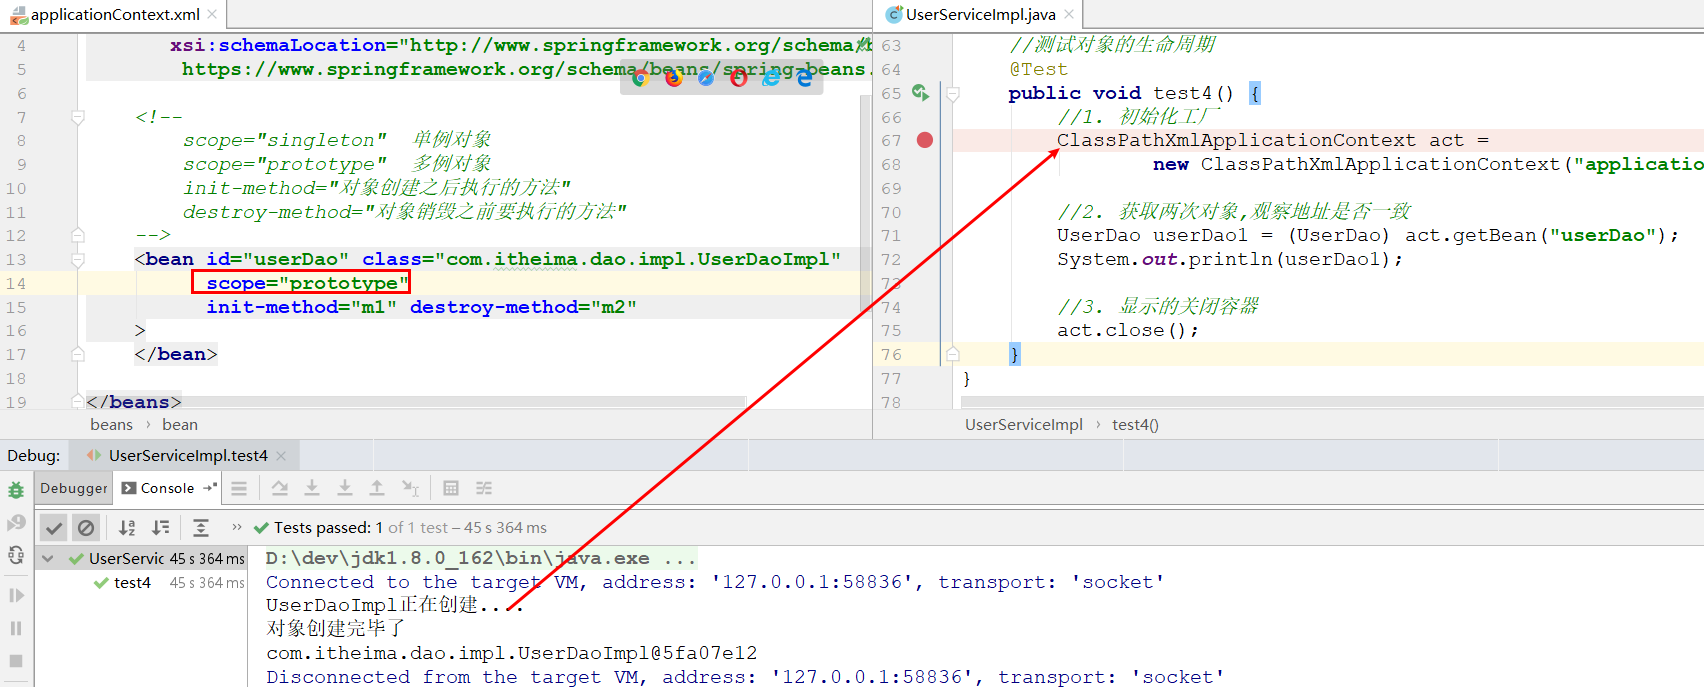 applicationContext.xml
4 xsi:schemaLocation="http://www.springframework.org/schema/b
5 https://www.springframework.org/schema/beans/spring-beans.
6
7 <!--
8 scope="singleton" 单例对象
9 scope="prototype" 多例对象
10 init-method="对象创建之后执行的方法"
11 destroy-method="对象销毁之前要执行的方法"
12 -->
13 <bean id="userDao" class="com.itheima.dao.impl.UserDaoImpl"
14 scope="prototype"
15 init-method="m1" destroy-method="m2"
16 >
17 </bean>
18
19 </beans>
beans › bean
UserServiceImpl.java
63 //测试对象的生命周期
64 @Test
65 public void test4() {
66 //1. 初始化工厂
67 ClassPathXmlApplicationContext act =
68 new ClassPathXmlApplicationContext("applicatio
69
70 //2. 获取两次对象,观察地址是否一致
71 UserDao userDao1 = (UserDao) act.getBean("userDao");
72 System.out.println(userDao1);
73
74 //3. 显示的关闭容器
75 act.close();
76 }
77 }
78
UserServiceImpl › test4()
Debug: UserServiceImpl.test4
Debugger Console
Tests passed: 1 of 1 test – 45 s 364 ms
UserServic 45 s 364 ms
test4 45 s 364 ms
D:\dev\jdk1.8.0_162\bin\java.exe ...
Connected to the target VM, address: '127.0.0.1:58836', transport: 'socket'
UserDaoImpl正在创建....
对象创建完毕了
com.itheima.dao.impl.UserDaoImpl@5fa07e12
Disconnected from the target VM, address: '127.0.0.1:58836', transport: 'socket'